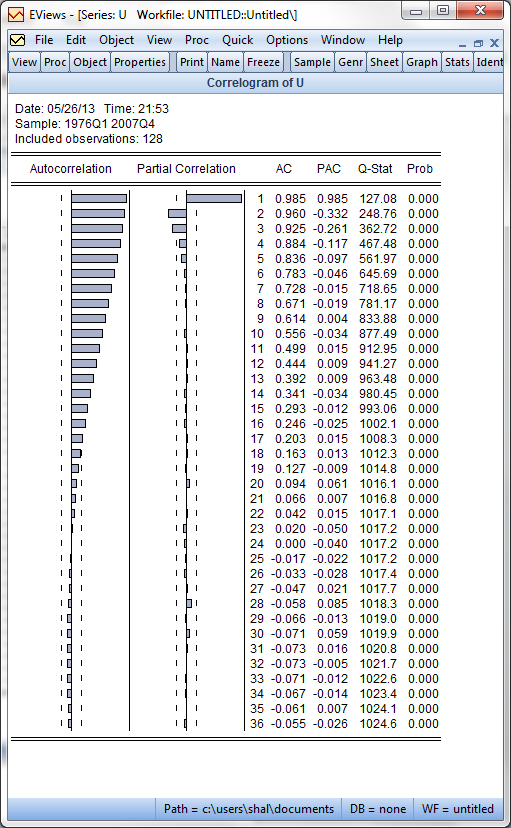 EViews - [Series: U   Workfile: UNTITLED::Untitled\]
File Edit Object View Proc Quick Options Window Help
View Proc Object Properties Print Name Freeze Sample Genr Sheet Graph Stats Ident
Correlogram of U
Date: 05/26/13   Time: 21:53
Sample: 1976Q1 2007Q4
Included observations: 128
Autocorrelation Partial Correlation AC PAC Q-Stat Prob
1 0.985 0.985 127.08 0.000
2 0.960 -0.332 248.76 0.000
3 0.925 -0.261 362.72 0.000
4 0.884 -0.117 467.48 0.000
5 0.836 -0.097 561.97 0.000
6 0.783 -0.046 645.69 0.000
7 0.728 -0.015 718.65 0.000
8 0.671 -0.019 781.17 0.000
9 0.614 0.004 833.88 0.000
10 0.556 -0.034 877.49 0.000
11 0.499 0.015 912.95 0.000
12 0.444 0.009 941.27 0.000
13 0.392 0.009 963.48 0.000
14 0.341 -0.034 980.45 0.000
15 0.293 -0.012 993.06 0.000
16 0.246 -0.025 1002.1 0.000
17 0.203 0.015 1008.3 0.000
18 0.163 0.013 1012.3 0.000
19 0.127 -0.009 1014.8 0.000
20 0.094 0.061 1016.1 0.000
21 0.066 0.007 1016.8 0.000
22 0.042 0.015 1017.1 0.000
23 0.020 -0.050 1017.2 0.000
24 0.000 -0.040 1017.2 0.000
25 -0.017 -0.022 1017.2 0.000
26 -0.033 -0.028 1017.4 0.000
27 -0.047 0.021 1017.7 0.000
28 -0.058 0.085 1018.3 0.000
29 -0.066 -0.013 1019.0 0.000
30 -0.071 0.059 1019.9 0.000
31 -0.073 0.016 1020.8 0.000
32 -0.073 -0.005 1021.7 0.000
33 -0.071 -0.012 1022.6 0.000
34 -0.067 -0.014 1023.4 0.000
35 -0.061 0.007 1024.1 0.000
36 -0.055 -0.026 1024.6 0.000
Path = c:\users\shal\documents DB = none WF = untitled